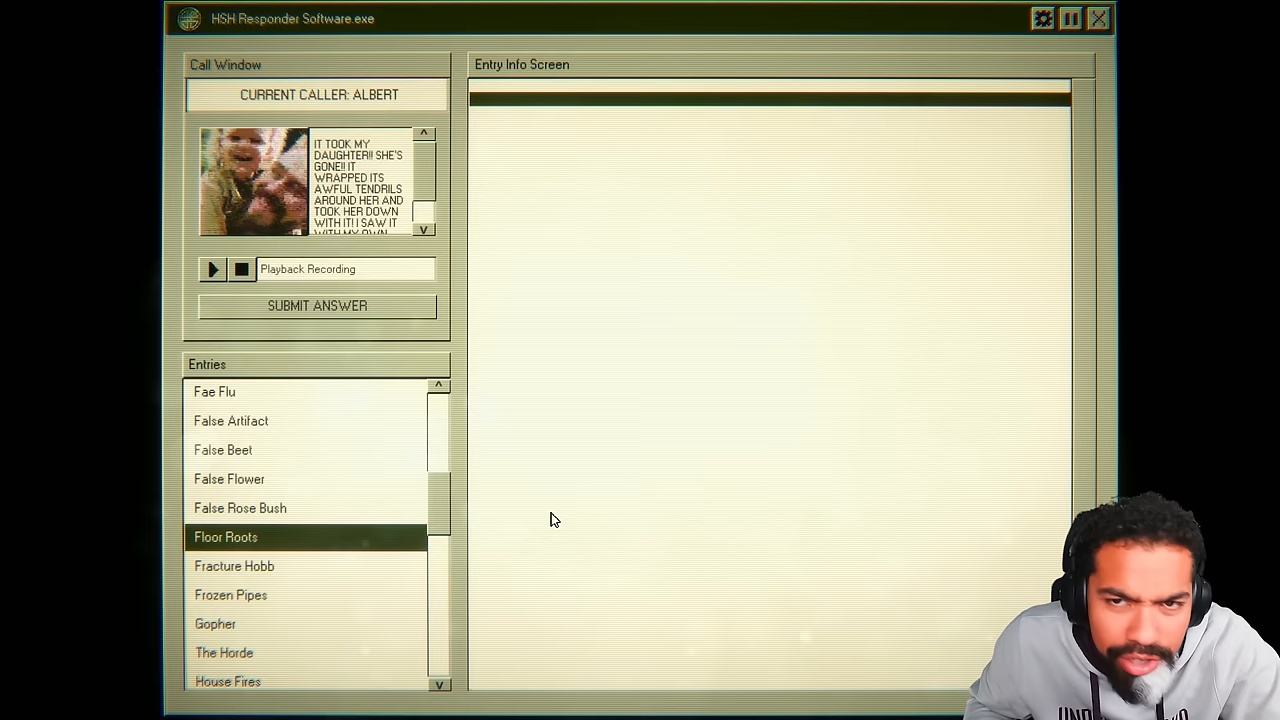 HSH Responder Software.exe
Call Window
CURRENT CALLER: ALBERT
IT TOOK MY
DAUGHTER!! SHE'S
GONE!! IT
WRAPPED ITS
AWFUL TENDRILS
AROUND HER AND
TOOK HER DOWN
WITH IT! I SAW IT
WITH MY OWN
Playback Recording
SUBMIT ANSWER
Entries
Fae Flu
False Artifact
False Beet
False Flower
False Rose Bush
Floor Roots
Fracture Hobb
Frozen Pipes
Gopher
The Horde
House Fires
Entry Info Screen